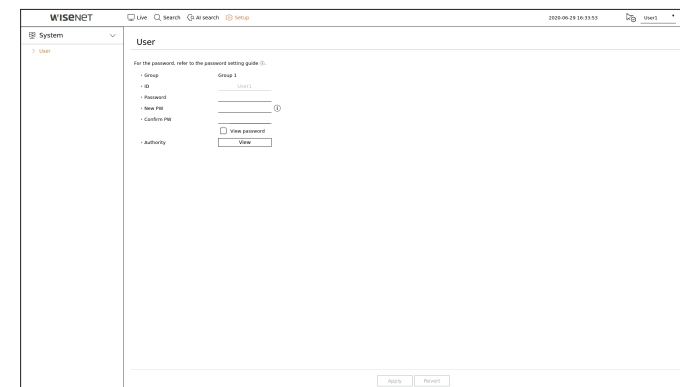 WISENET
Live Search AI search Setup 2020-06-29 16:33:53 User1
System
User
User
For the password, refer to the password setting guide
Group Group 1
ID User1
Password
New PW
Confirm PW
View password
Authority View
Apply Revert